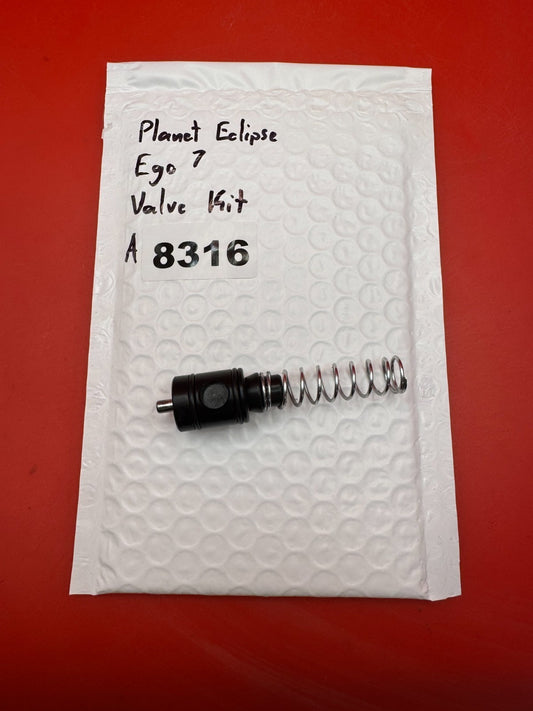 Planet Eclipse
Ego 7
Valve Kit
A 8316